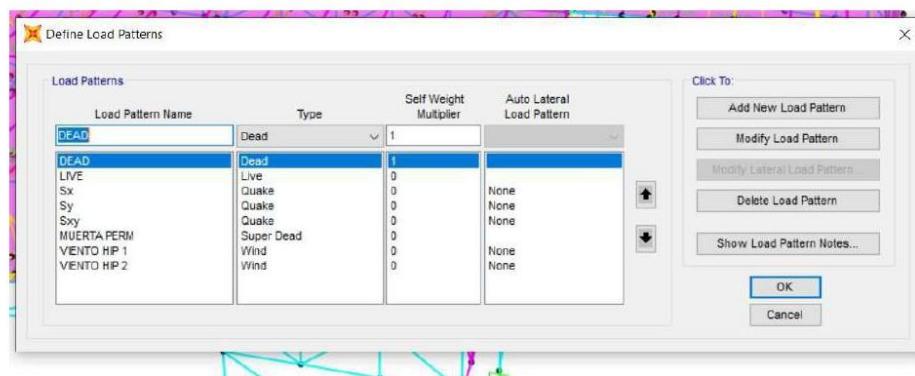 Define Load Patterns
Load Patterns
Load Pattern Name Type Self Weight Multiplier Auto Lateral Load Pattern
DEAD Dead 1
DEAD Dead 1
LIVE Live 0
Sx Quake 0 None
Sy Quake 0 None
Sxy Quake 0 None
MUERTA PERM Super Dead 0
VIENTO HIP 1 Wind 0 None
VIENTO HIP 2 Wind 0 None
Click To:
Add New Load Pattern
Modify Load Pattern
Modify Lateral Load Pattern...
Delete Load Pattern
Show Load Pattern Notes...
OK
Cancel